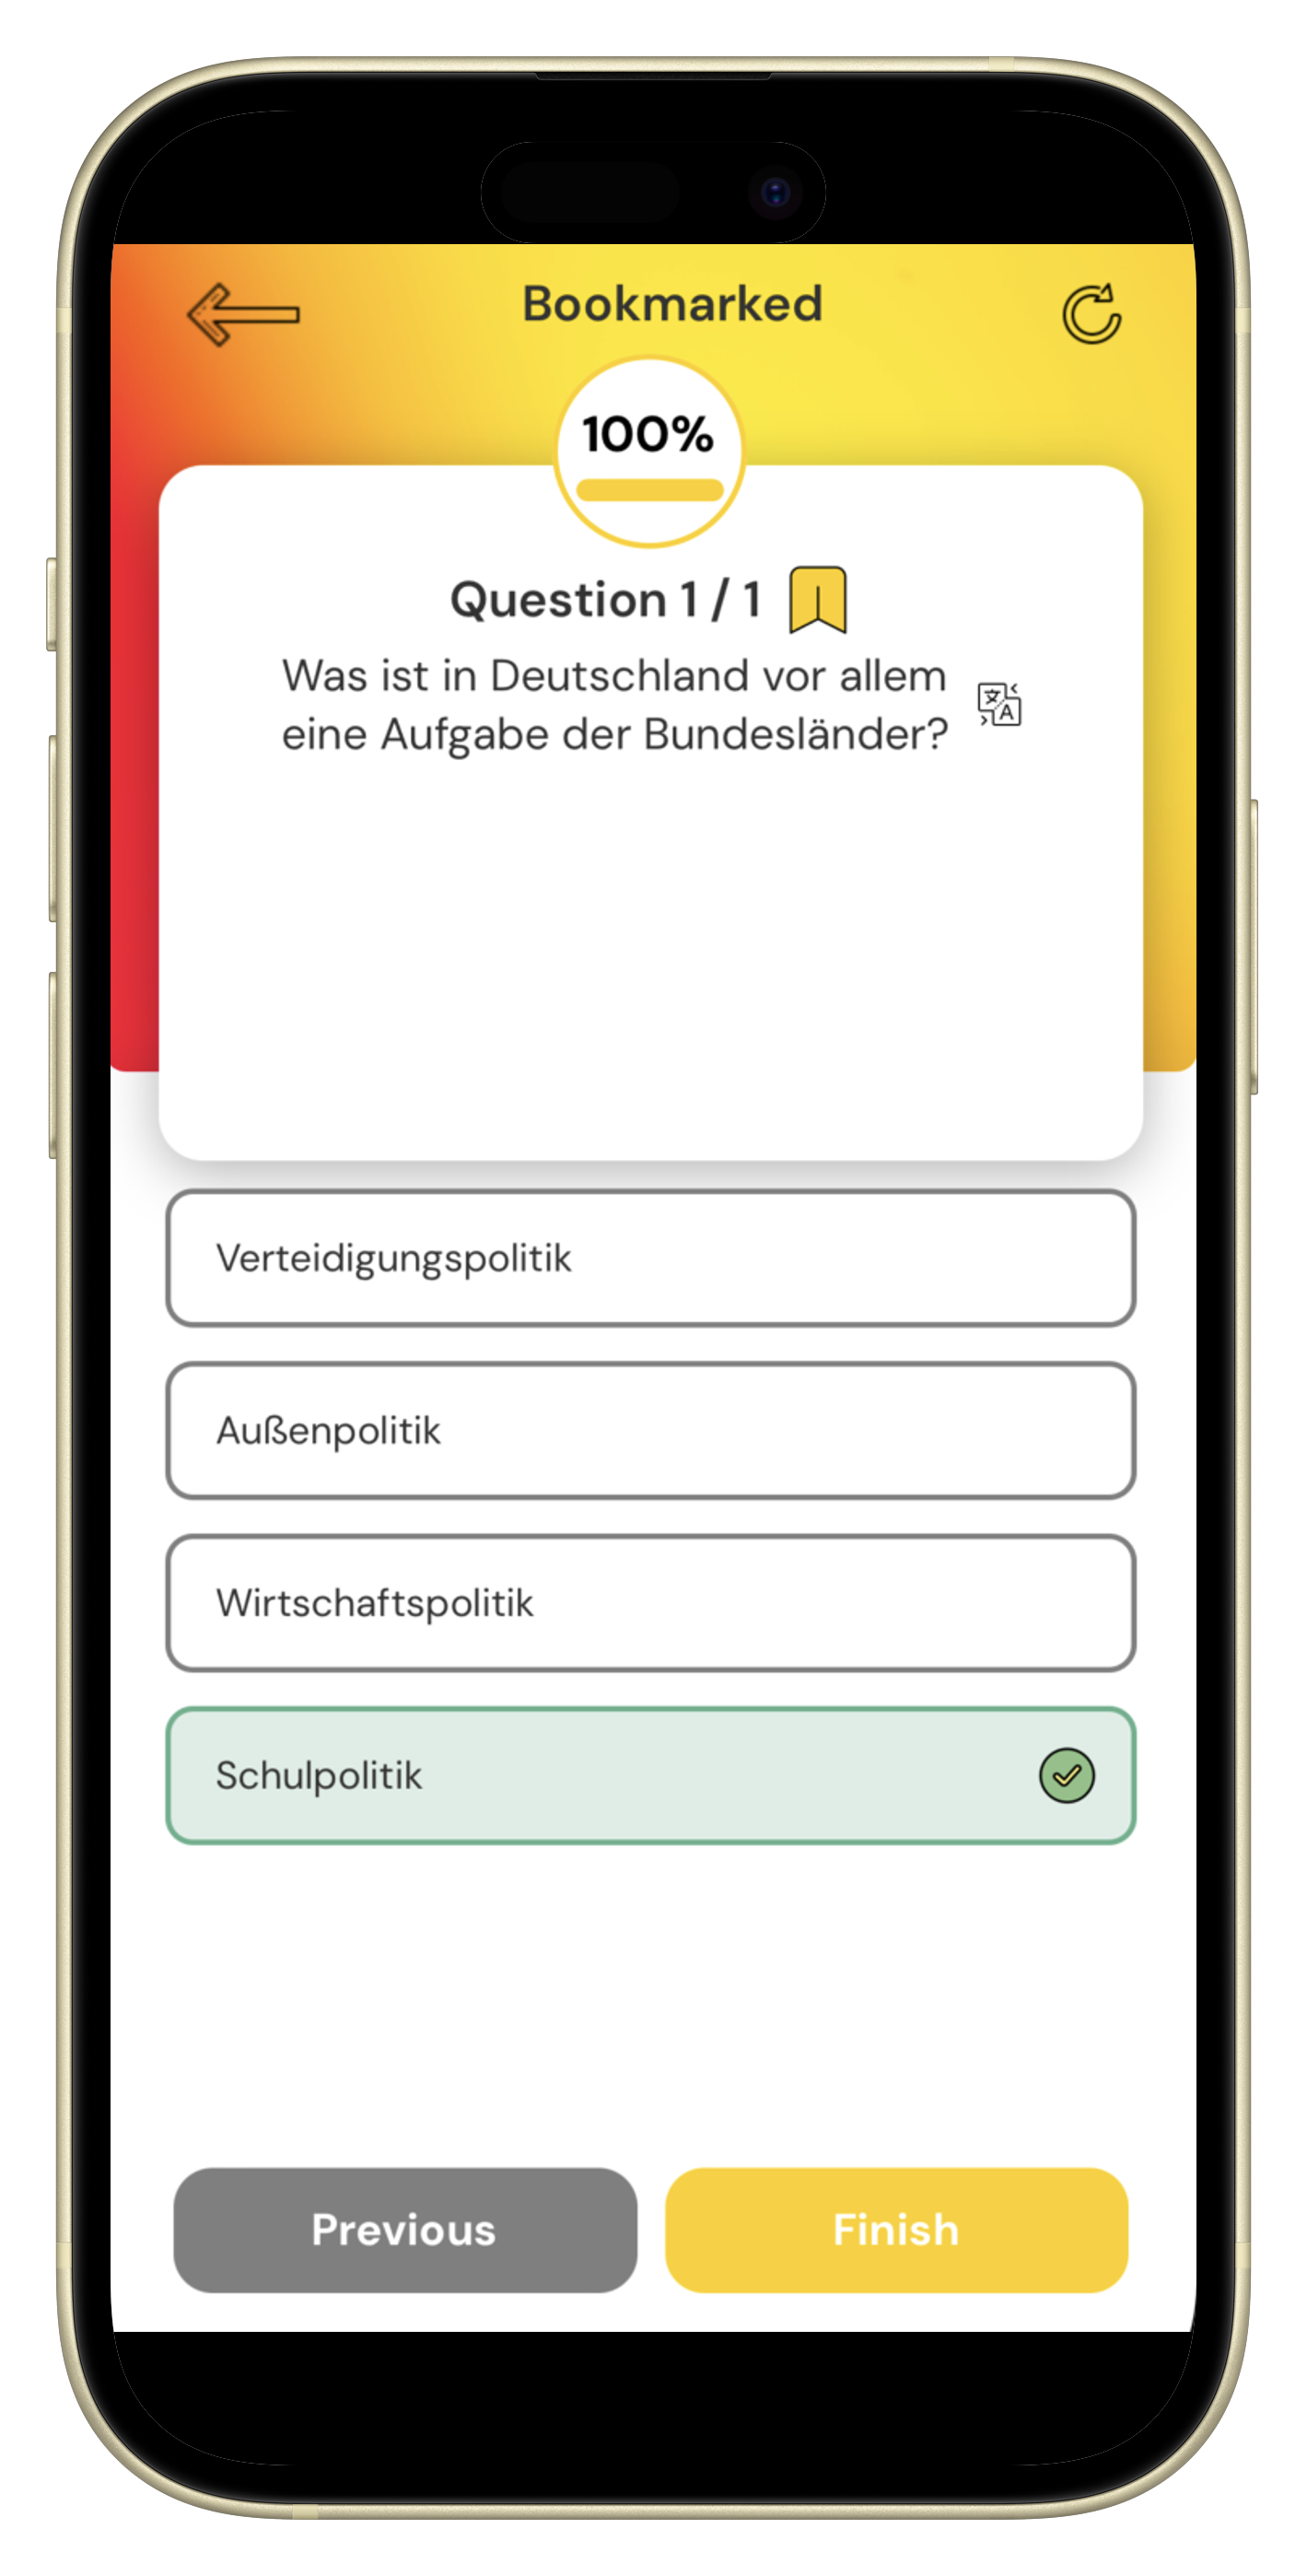 Bookmarked
100%
Question 1 / 1
Was ist in Deutschland vor allem
eine Aufgabe der Bundesländer?
Verteidigungspolitik
Außenpolitik
Wirtschaftspolitik
Schulpolitik
Previous
Finish